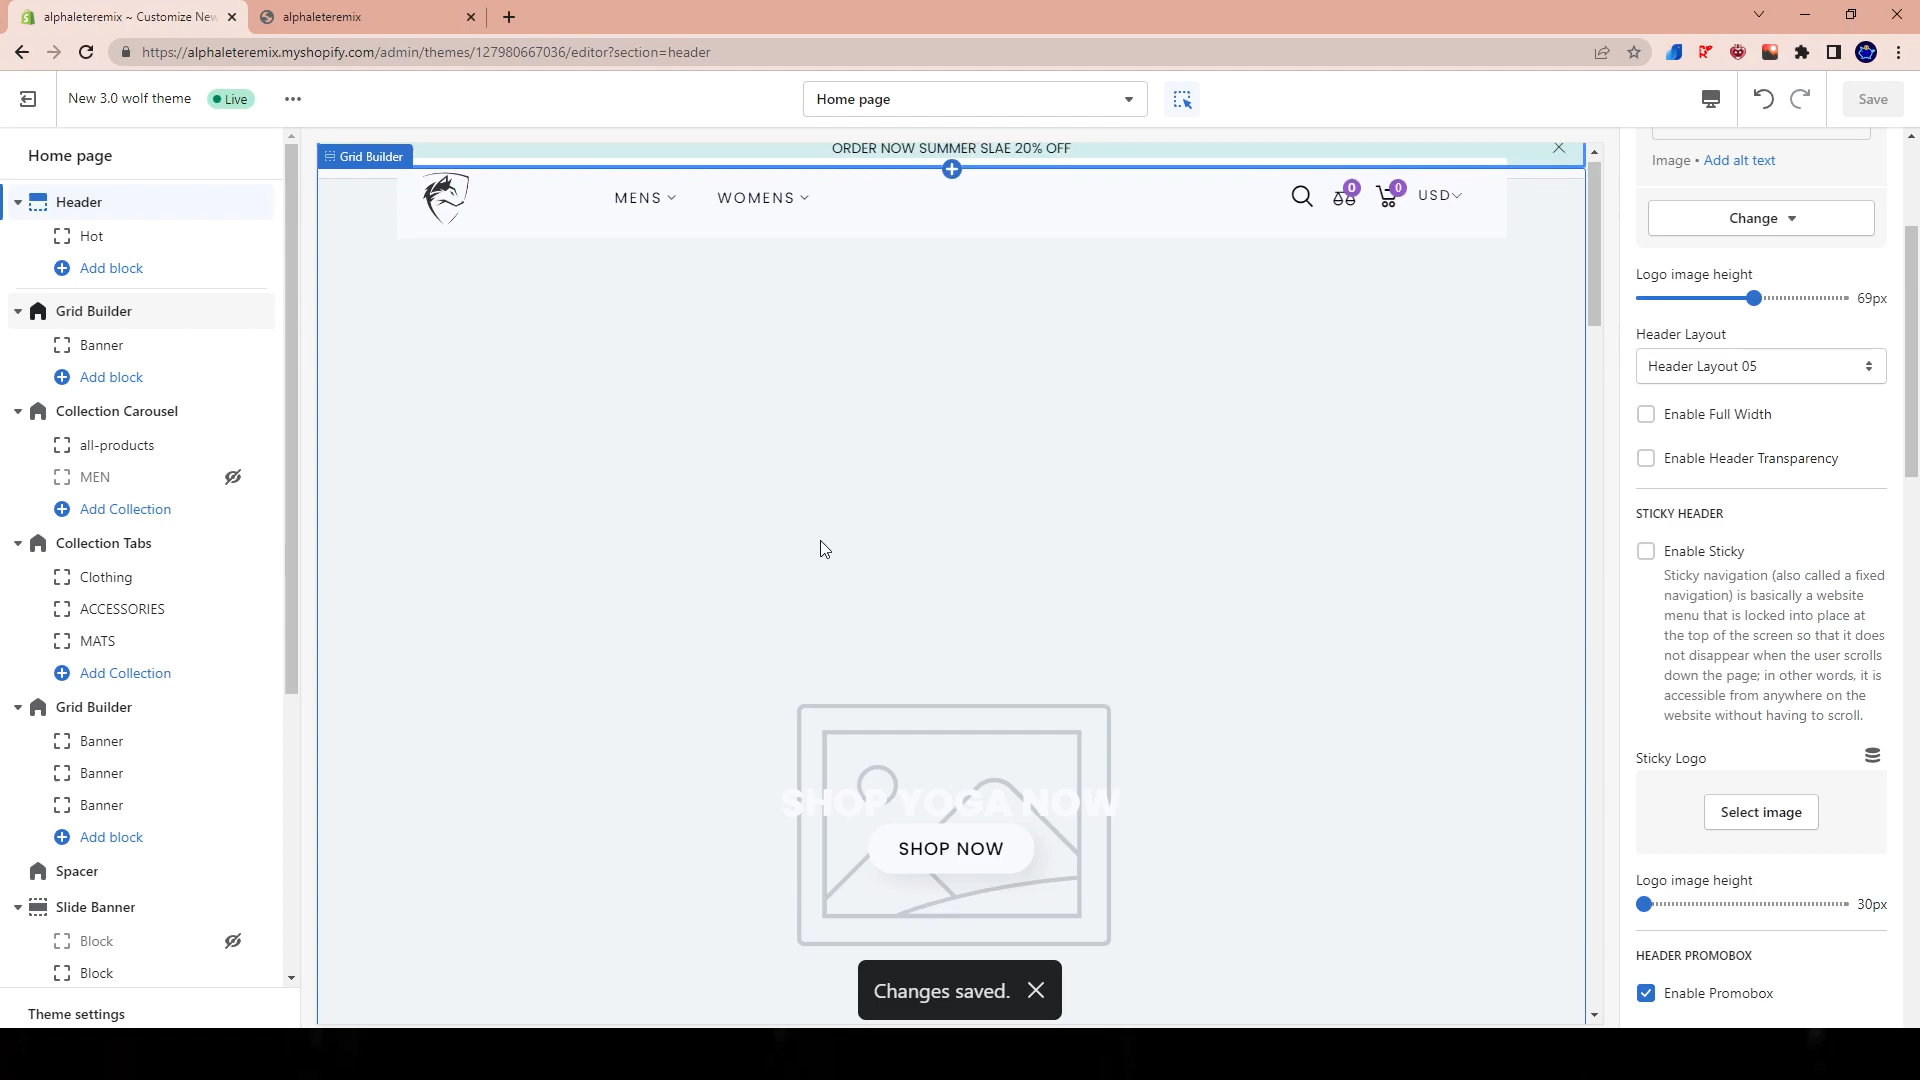 alphaleteremix ~ Customize New
alphaleteremix
https://alphaleteremix.myshopify.com/admin/themes/127980667036/editor?section=header
New 3.0 wolf theme
Live
Home page
Save
Home page
Header
Hot
Add block
Grid Builder
Banner
Add block
Collection Carousel
all-products
MEN
Add Collection
Collection Tabs
Clothing
ACCESSORIES
MATS
Add Collection
Grid Builder
Banner
Banner
Banner
Add block
Spacer
Slide Banner
Block
Block
Theme settings
Grid Builder
ORDER NOW SUMMER SLAE 20% OFF
MENS
WOMENS
0
0
USD
SHOP YOGA NOW
SHOP NOW
Changes saved.
Image • Add alt text
Change
Logo image height
69px
Header Layout
Header Layout 05
Enable Full Width
Enable Header Transparency
STICKY HEADER
Enable Sticky
Sticky navigation (also called a fixed
navigation) is basically a website
menu that is locked into place at
the top of the screen so that it does
not disappear when the user scrolls
down the page; in other words, it is
accessible from anywhere on the
website without having to scroll.
Sticky Logo
Select image
Logo image height
30px
HEADER PROMOBOX
Enable Promobox